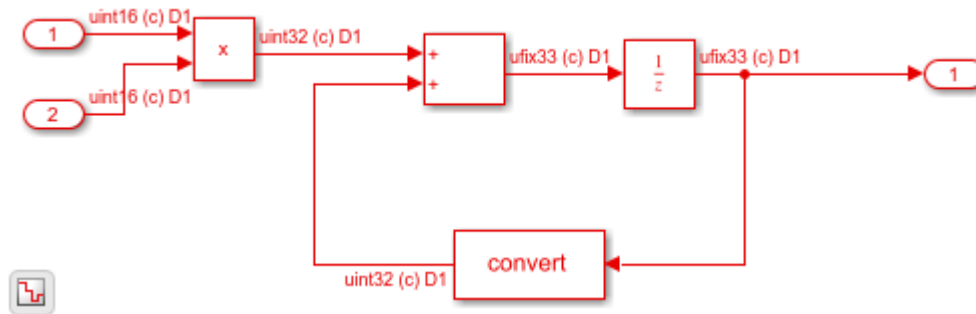 uint16 (c) D1
1
x
uint32 (c) D1
+
+
ufix33 (c) D1
1
z
ufix33 (c) D1
1
uint16 (c) D1
2
convert
uint32 (c) D1